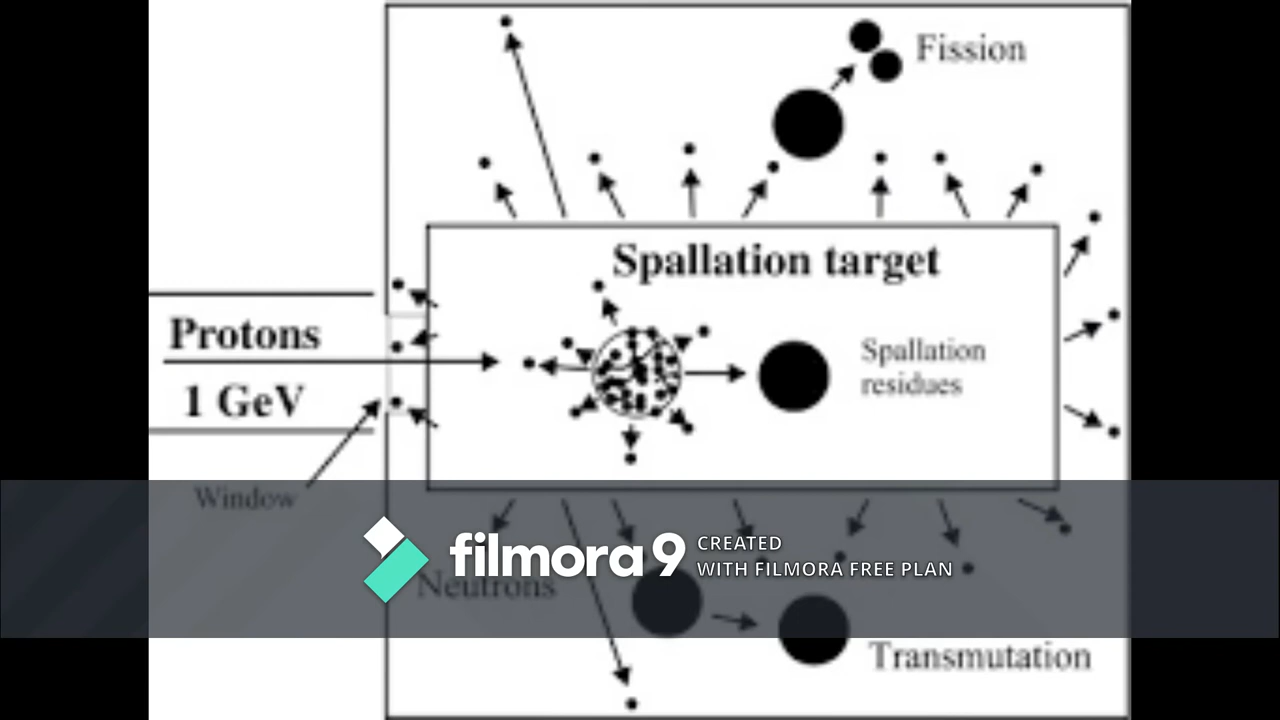 Fission
Spallation target
Protons
1 GeV
Spallation
residues
Window
filmora9
CREATED
WITH FILMORA FREE PLAN
Neutrons
Transmutation